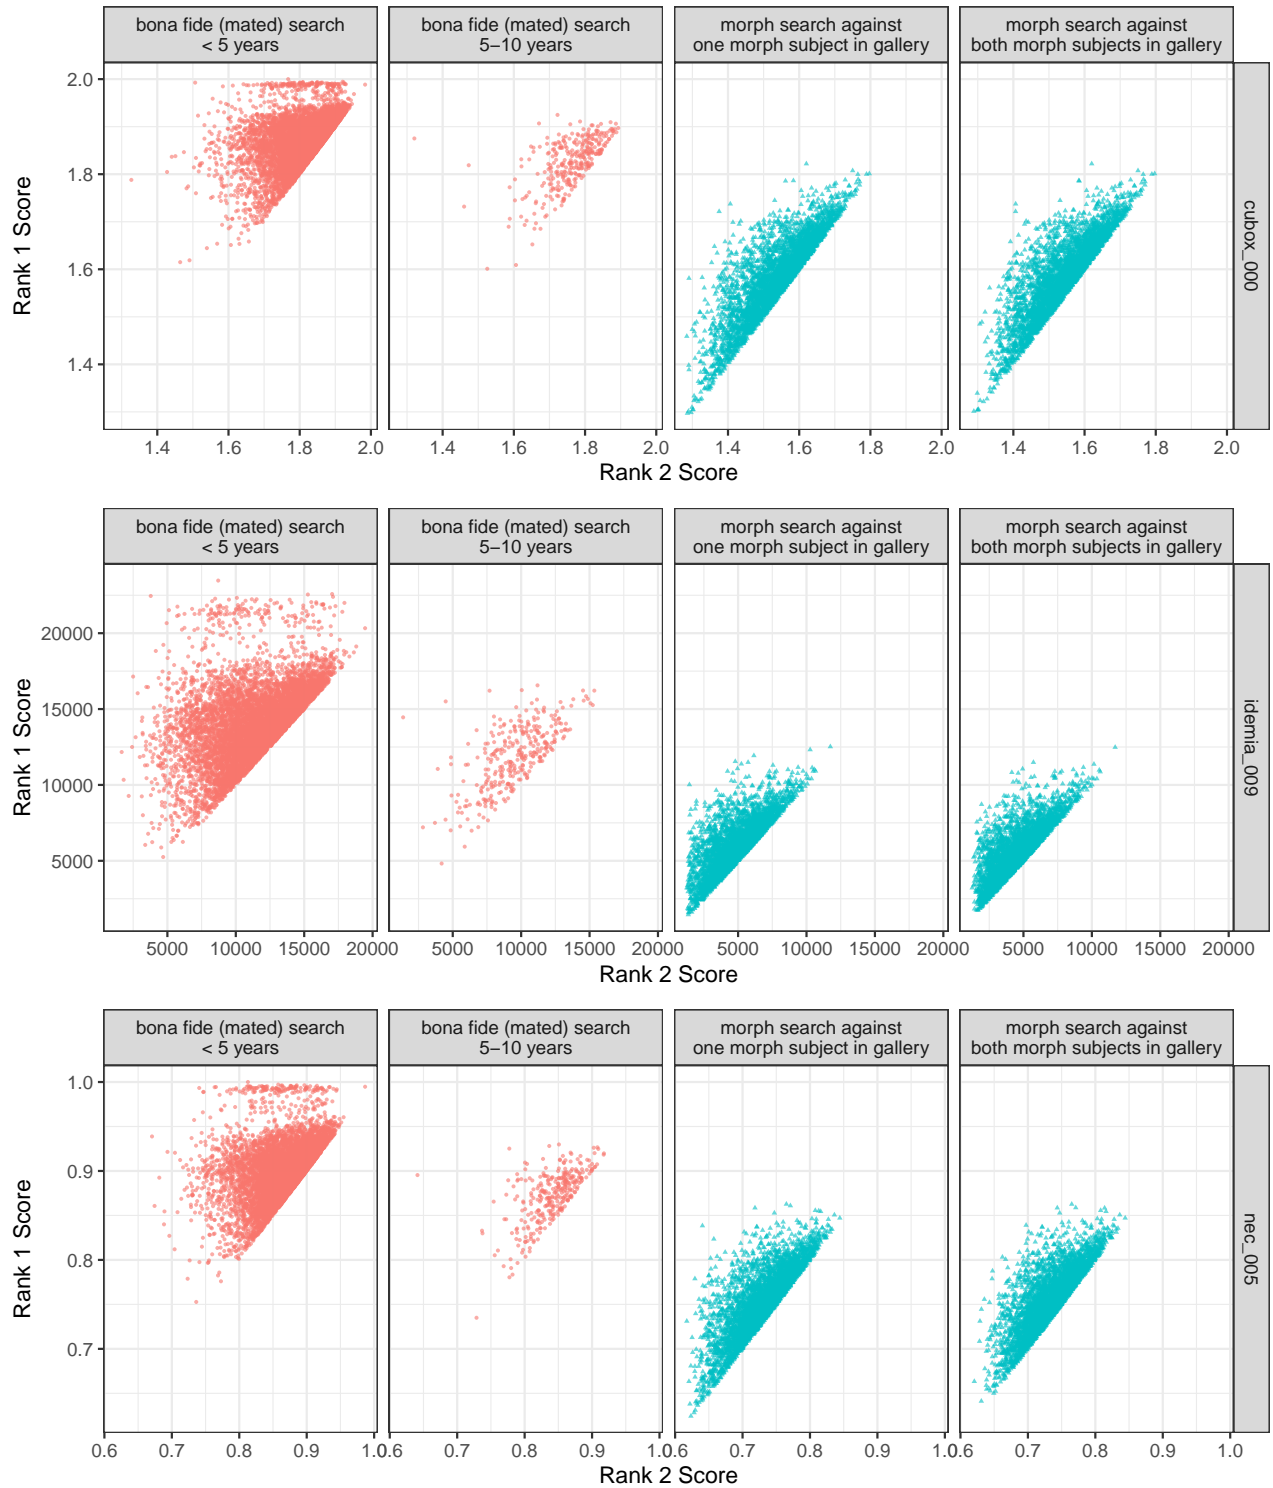 bona fide (mated) search
< 5 years
bona fide (mated) search
5−10 years
morph search against
one morph subject in gallery
morph search against
both morph subjects in gallery
Rank 1 Score
2.0
1.8
1.6
1.4
cubox_000
1.4 1.6 1.8 2.0 1.4 1.6 1.8 2.0 1.4 1.6 1.8 2.0 1.4 1.6 1.8 2.0
Rank 2 Score
bona fide (mated) search
< 5 years
bona fide (mated) search
5−10 years
morph search against
one morph subject in gallery
morph search against
both morph subjects in gallery
Rank 1 Score
20000
15000
10000
5000
idemia_009
5000 10000 15000 20000 5000 10000 15000 20000 5000 10000 15000 20000 5000 10000 15000 20000
Rank 2 Score
bona fide (mated) search
< 5 years
bona fide (mated) search
5−10 years
morph search against
one morph subject in gallery
morph search against
both morph subjects in gallery
Rank 1 Score
1.0
0.9
0.8
0.7
nec_005
0.6 0.7 0.8 0.9 1.0 0.6 0.7 0.8 0.9 1.0 0.6 0.7 0.8 0.9 1.0 0.6 0.7 0.8 0.9 1.0
Rank 2 Score